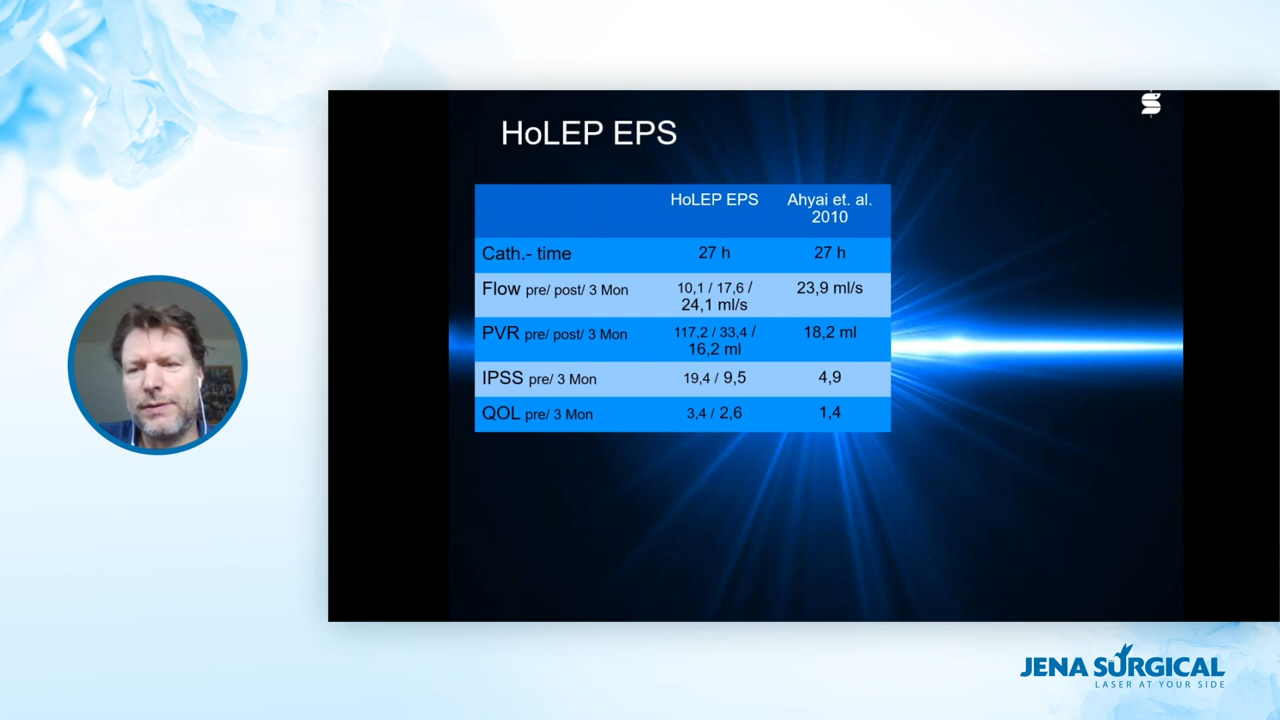 HoLEP EPS
HoLEP EPS
Ahyai et. al.
2010
Cath.- time
27 h
27 h
Flow pre/ post/ 3 Mon
10,1 / 17,6 /
24,1 ml/s
23,9 ml/s
PVR pre/ post/ 3 Mon
117,2 / 33,4 /
16,2 ml
18,2 ml
IPSS pre/ 3 Mon
19,4 / 9,5
4,9
QOL pre/ 3 Mon
3,4 / 2,6
1,4
JENA SURGICAL
LASER AT YOUR SIDE